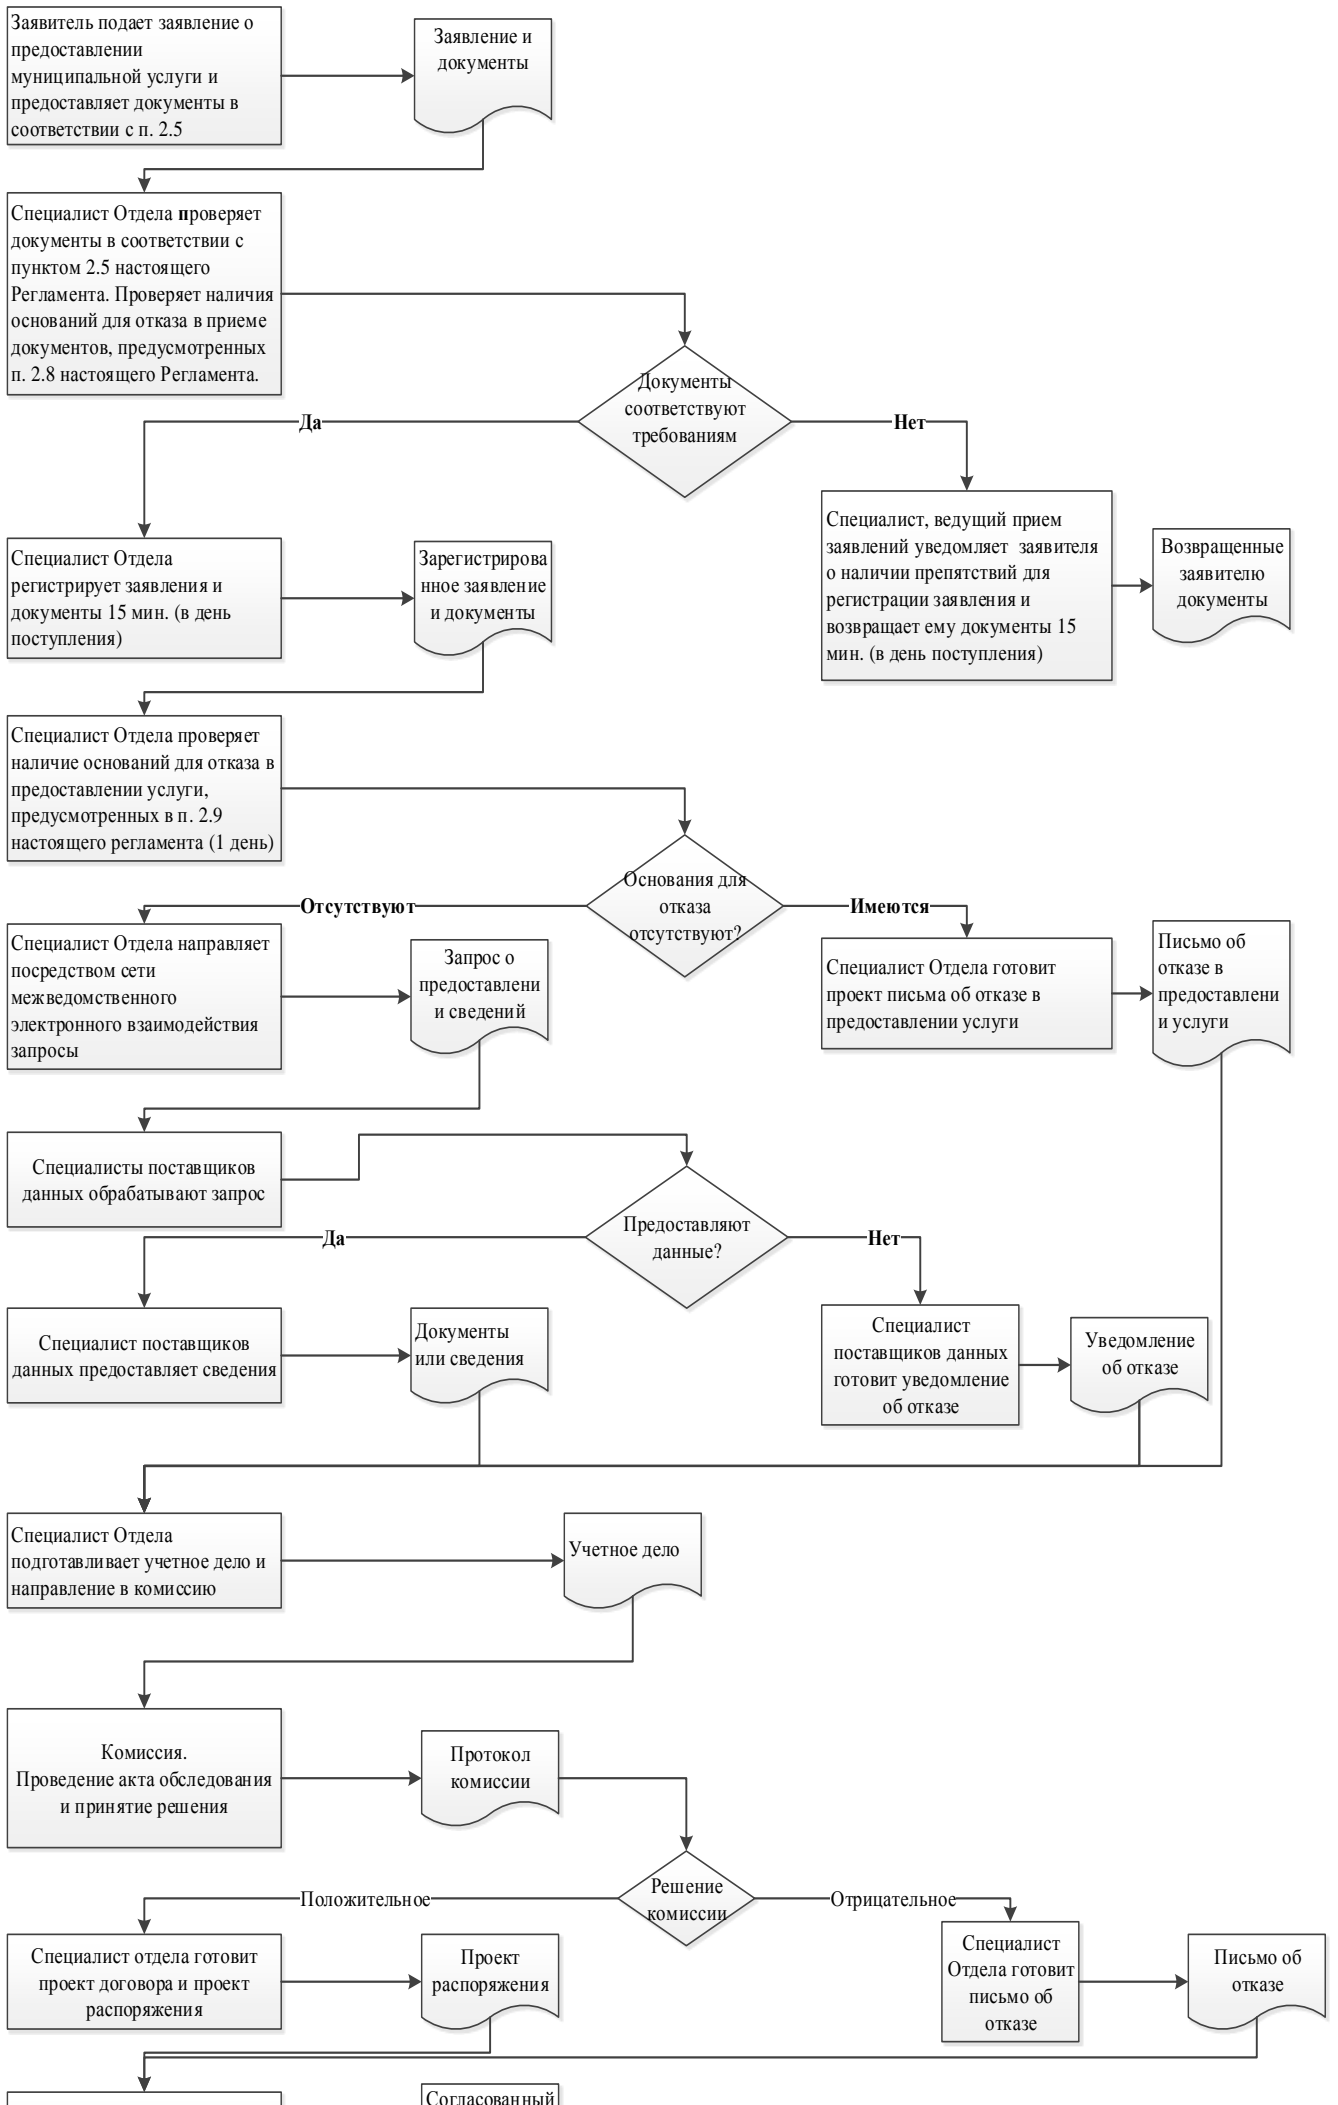 Заявитель подает заявление о
предоставлении
муниципальной услуги и
предоставляет документы в
соответствии с п. 2.5
Заявление и
документы
Специалист Отдела проверяет
документы в соответствии с
пунктом 2.5 настоящего
Регламента. Проверяет наличия
оснований для отказа в приеме
документов, предусмотренных
п. 2.8 настоящего Регламента.
Документы
соответствуют
требованиям
Да
Нет
Специалист Отдела
регистрирует заявления и
документы 15 мин. (в день
поступления)
Зарегистрирова
нное заявление
и документы
Специалист, ведущий прием
заявлений уведомляет заявителя
о наличии препятствий для
регистрации заявления и
возвращает ему документы 15
мин. (в день поступления)
Возвращенные
заявителю
документы
Специалист Отдела проверяет
наличие оснований для отказа в
предоставлении услуги,
предусмотренных в п. 2.9
настоящего регламента (1 день)
Основания для
отказа
отсутствуют?
Отсутствуют
Имеются
Специалист Отдела направляет
посредством сети
межведомственного
электронного взаимодействия
запросы
Запрос о
предоставлени
и сведений
Специалист Отдела готовит
проект письма об отказе в
предоставлении услуги
Письмо об
отказе в
предоставлени
и услуги
Специалисты поставщиков
данных обрабатывают запрос
Предоставляют
данные?
Да
Нет
Специалист поставщиков
данных предоставляет сведения
Документы
или сведения
Специалист
поставщиков данных
готовит уведомление
об отказе
Уведомление
об отказе
Специалист Отдела
подготавливает учетное дело и
направление в комиссию
Учетное дело
Комиссия.
Проведение акта обследования
и принятие решения
Протокол
комиссии
Решение
комиссии
Положительное
Отрицательное
Специалист отдела готовит
проект договора и проект
распоряжения
Проект
распоряжения
Специалист
Отдела готовит
письмо об
отказе
Письмо об
отказе
Согласованный